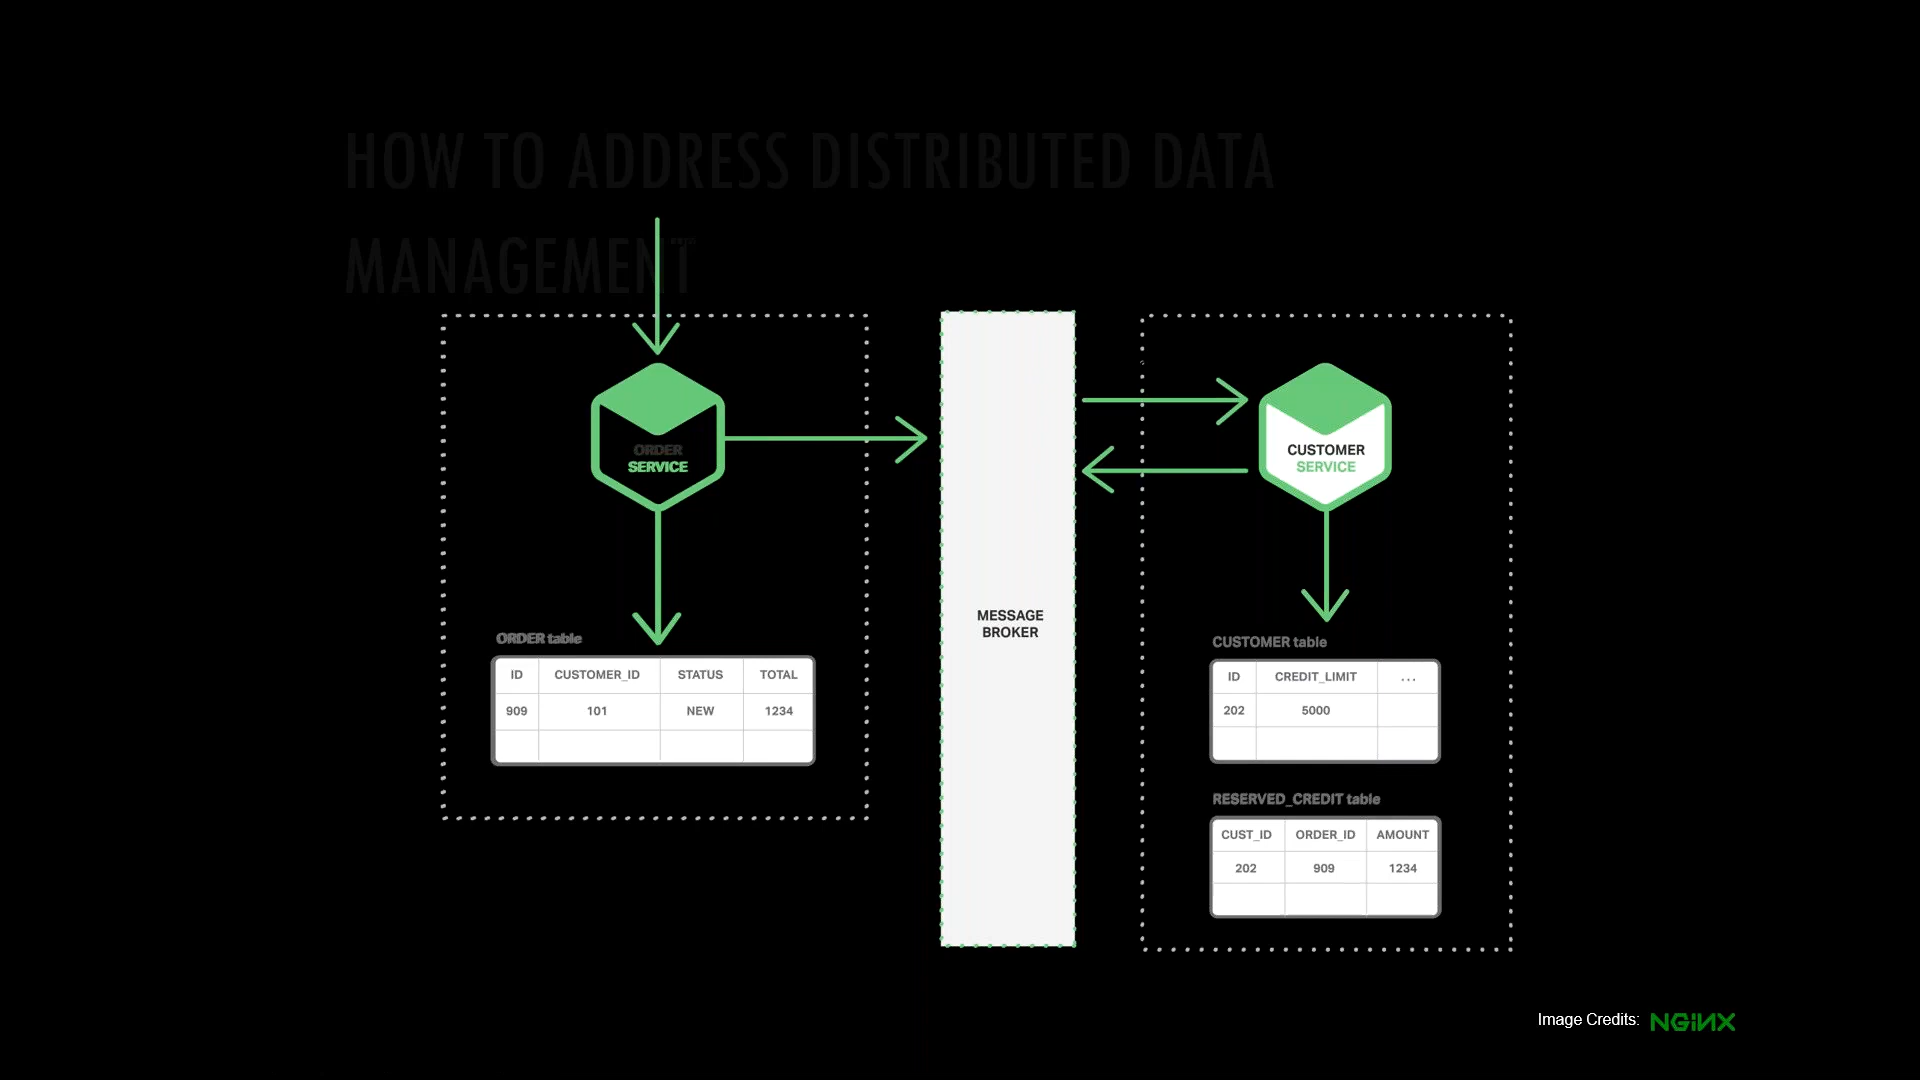 HOW TO ADDRESS DISTRIBUTED DATA
MANAGEMENT
ORDER
SERVICE
ORDER table
ID CUSTOMER_ID STATUS TOTAL
909 101 NEW 1234
MESSAGE
BROKER
CUSTOMER
SERVICE
CUSTOMER table
ID CREDIT_LIMIT ...
202 5000
RESERVED_CREDIT table
CUST_ID ORDER_ID AMOUNT
202 909 1234
Image Credits: NGINX